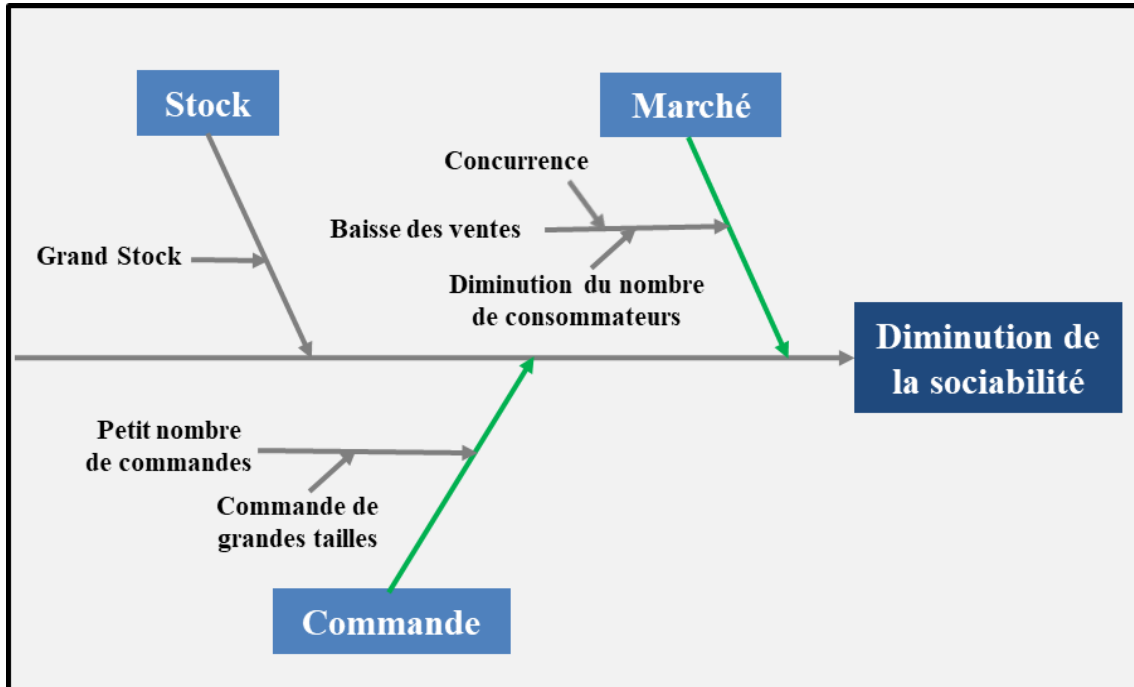 Stock
Marché
Concurrence
Baisse des ventes
Grand Stock
Diminution du nombre
de consommateurs
Diminution de
la sociabilité
Petit nombre
de commandes
Commande de
grandes tailles
Commande